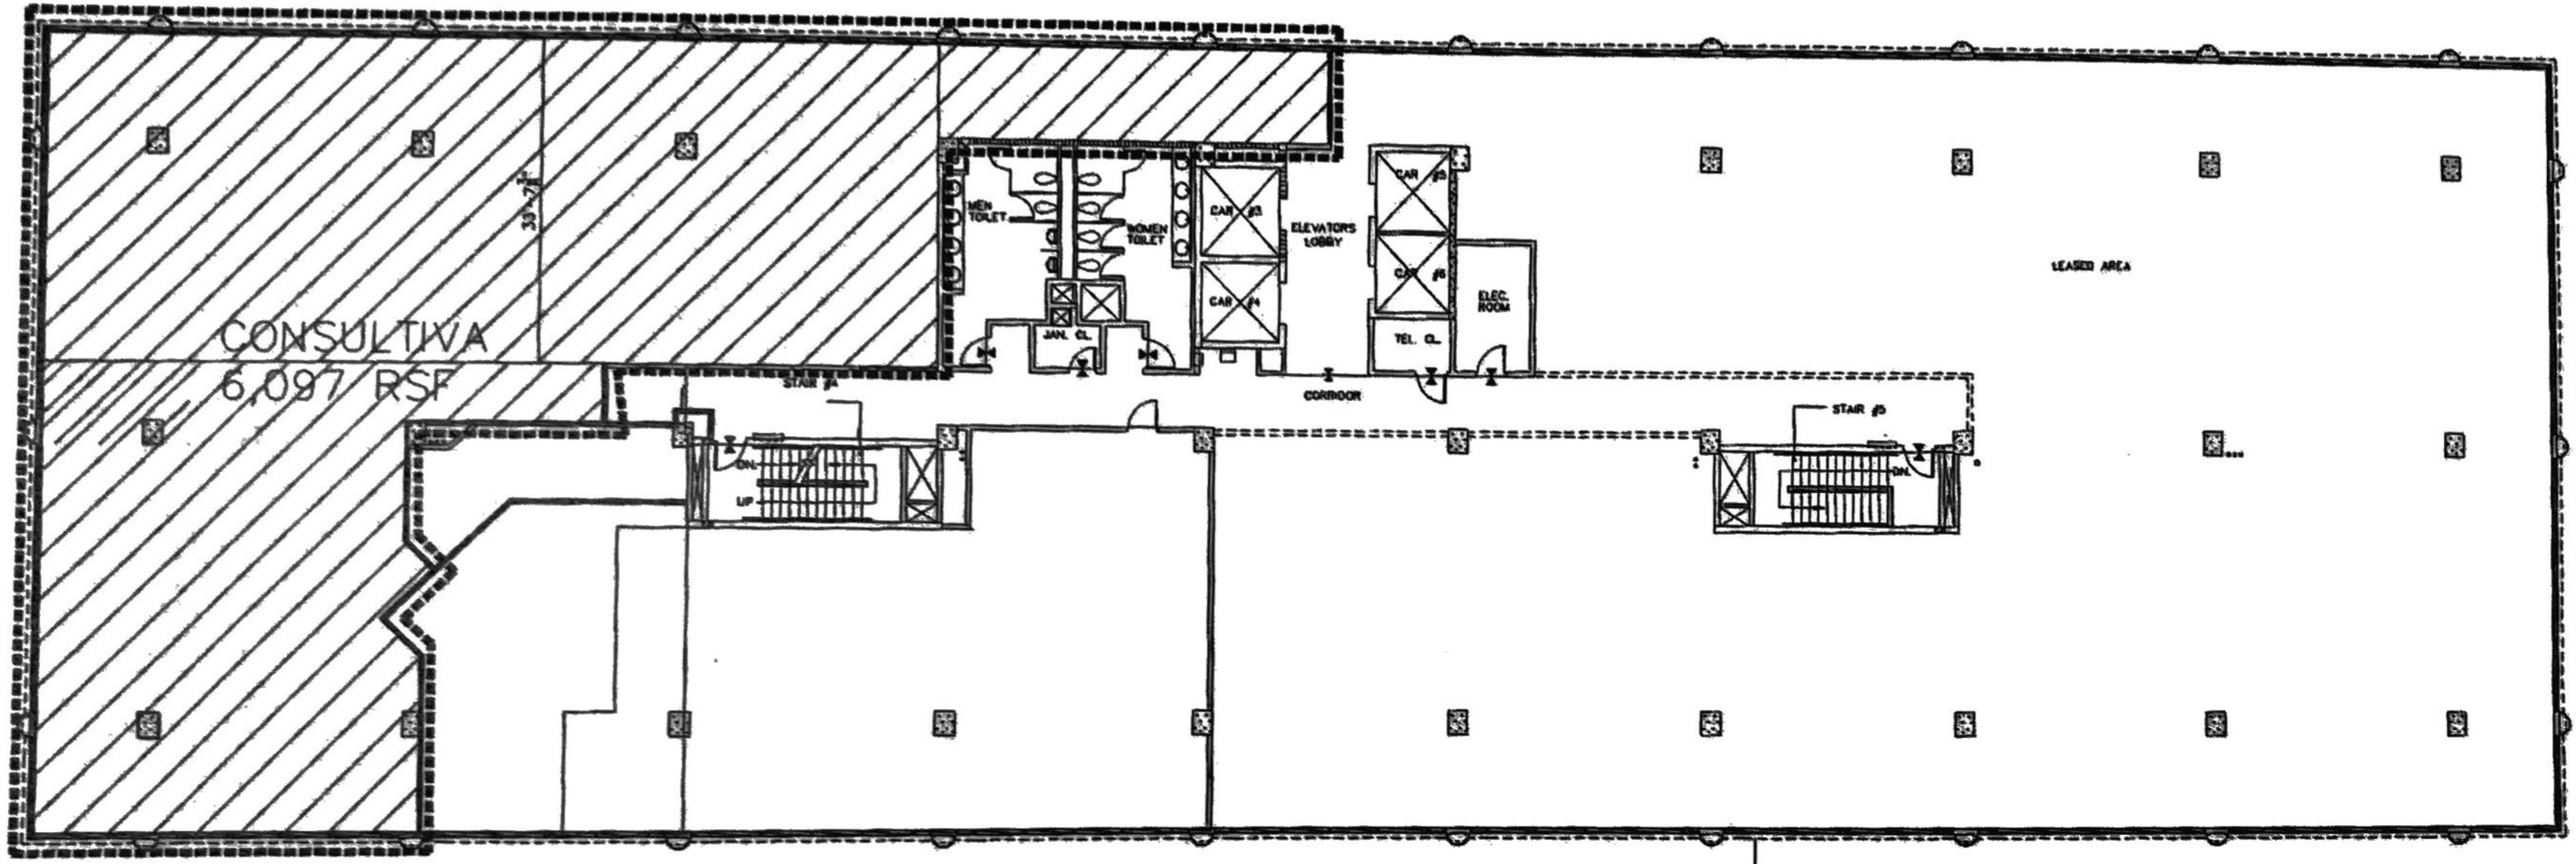 CONSULTIVA
6,097 RSF
MEN
TOILET
WOMEN
TOILET
JAN. CL.
CAR #3
CAR #4
ELEVATORS
LOBBY
CAR #5
CAR #6
TEL. CL.
ELEC.
ROOM
LEASED AREA
STAIR #4
CORRIDOR
STAIR #5
DN.
UP
DN.